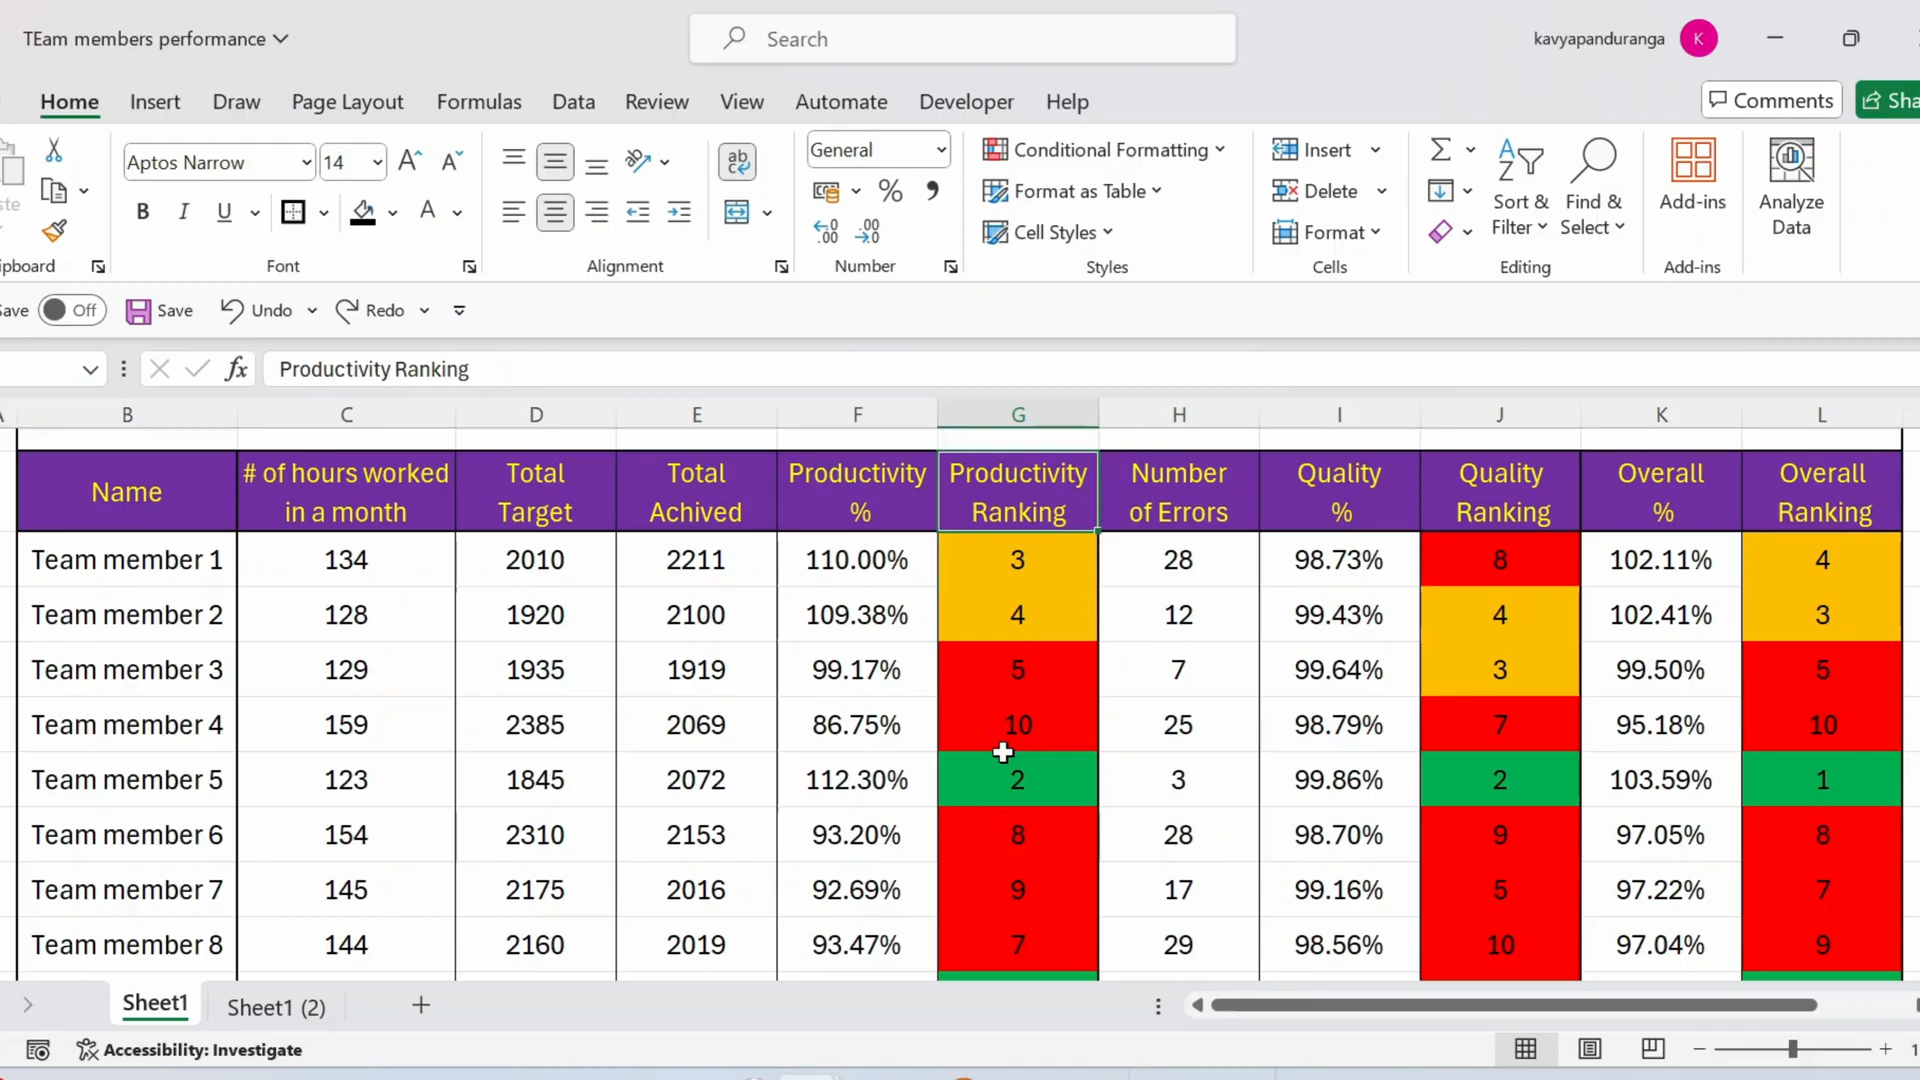 TEam members performance
Search
kavyapanduranga
K
Home Insert Draw Page Layout Formulas Data Review View Automate Developer Help
Comments
Sha
Aptos Narrow 14
General
Conditional Formatting
Format as Table
Cell Styles
Insert
Delete
Format
Sort &
Filter
Find &
Select
Add-ins
Analyze
Data
ste
ipboard Font Alignment Number Styles Cells Editing Add-ins
Save Off Save Undo Redo
fx Productivity Ranking
A B C D E F G H I J K L
Name
# of hours worked
in a month
Total
Target
Total
Achived
Productivity
%
Productivity
Ranking
Number
of Errors
Quality
%
Quality
Ranking
Overall
%
Overall
Ranking
Team member 1 134 2010 2211 110.00% 3 28 98.73% 8 102.11% 4
Team member 2 128 1920 2100 109.38% 4 12 99.43% 4 102.41% 3
Team member 3 129 1935 1919 99.17% 5 7 99.64% 3 99.50% 5
Team member 4 159 2385 2069 86.75% 10 25 98.79% 7 95.18% 10
Team member 5 123 1845 2072 112.30% 2 3 99.86% 2 103.59% 1
Team member 6 154 2310 2153 93.20% 8 28 98.70% 9 97.05% 8
Team member 7 145 2175 2016 92.69% 9 17 99.16% 5 97.22% 7
Team member 8 144 2160 2019 93.47% 7 29 98.56% 10 97.04% 9
Sheet1 Sheet1 (2)
Accessibility: Investigate